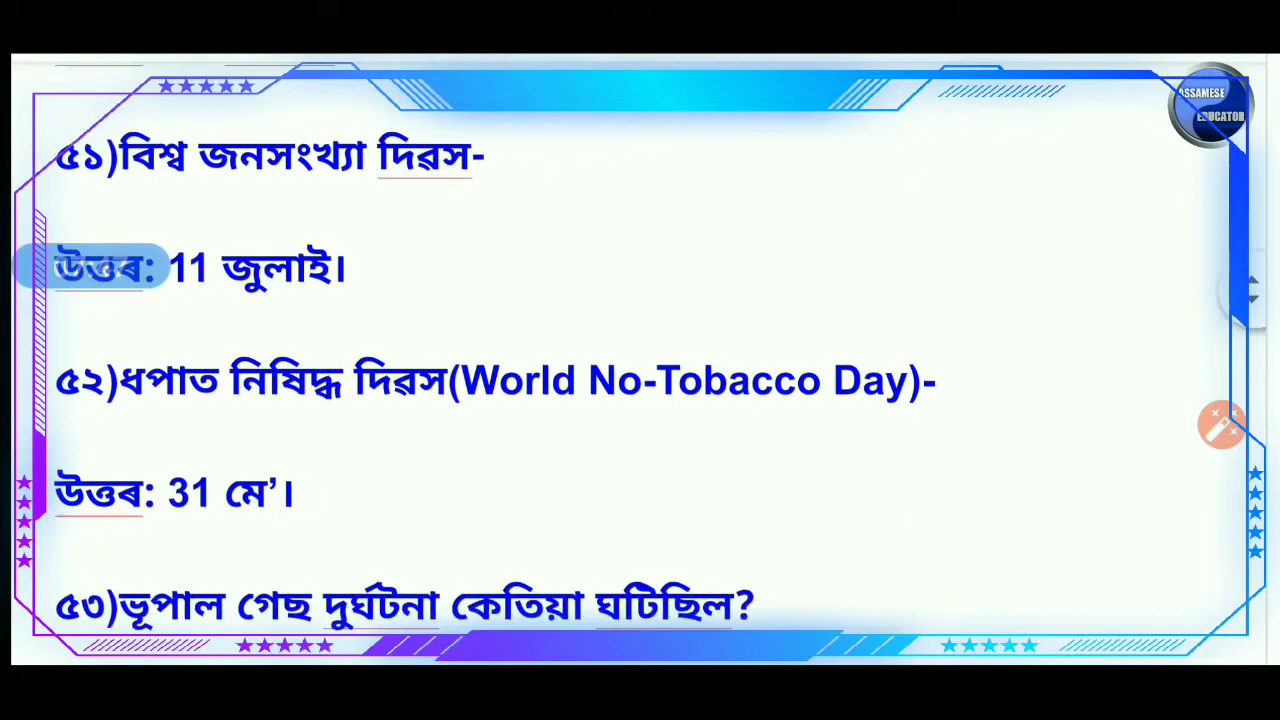 ASSAMESE
EDUCATOR
৫১)বিশ্ব জনসংখ্যা দিৱস-
উত্তৰ: 11 জুলাই।
৫২)ধপাত নিষিদ্ধ দিৱস(World No-Tobacco Day)-
উত্তৰ: 31 মে’।
৫৩)ভূপাল গেছ দুৰ্ঘটনা কেতিয়া ঘটিছিল?